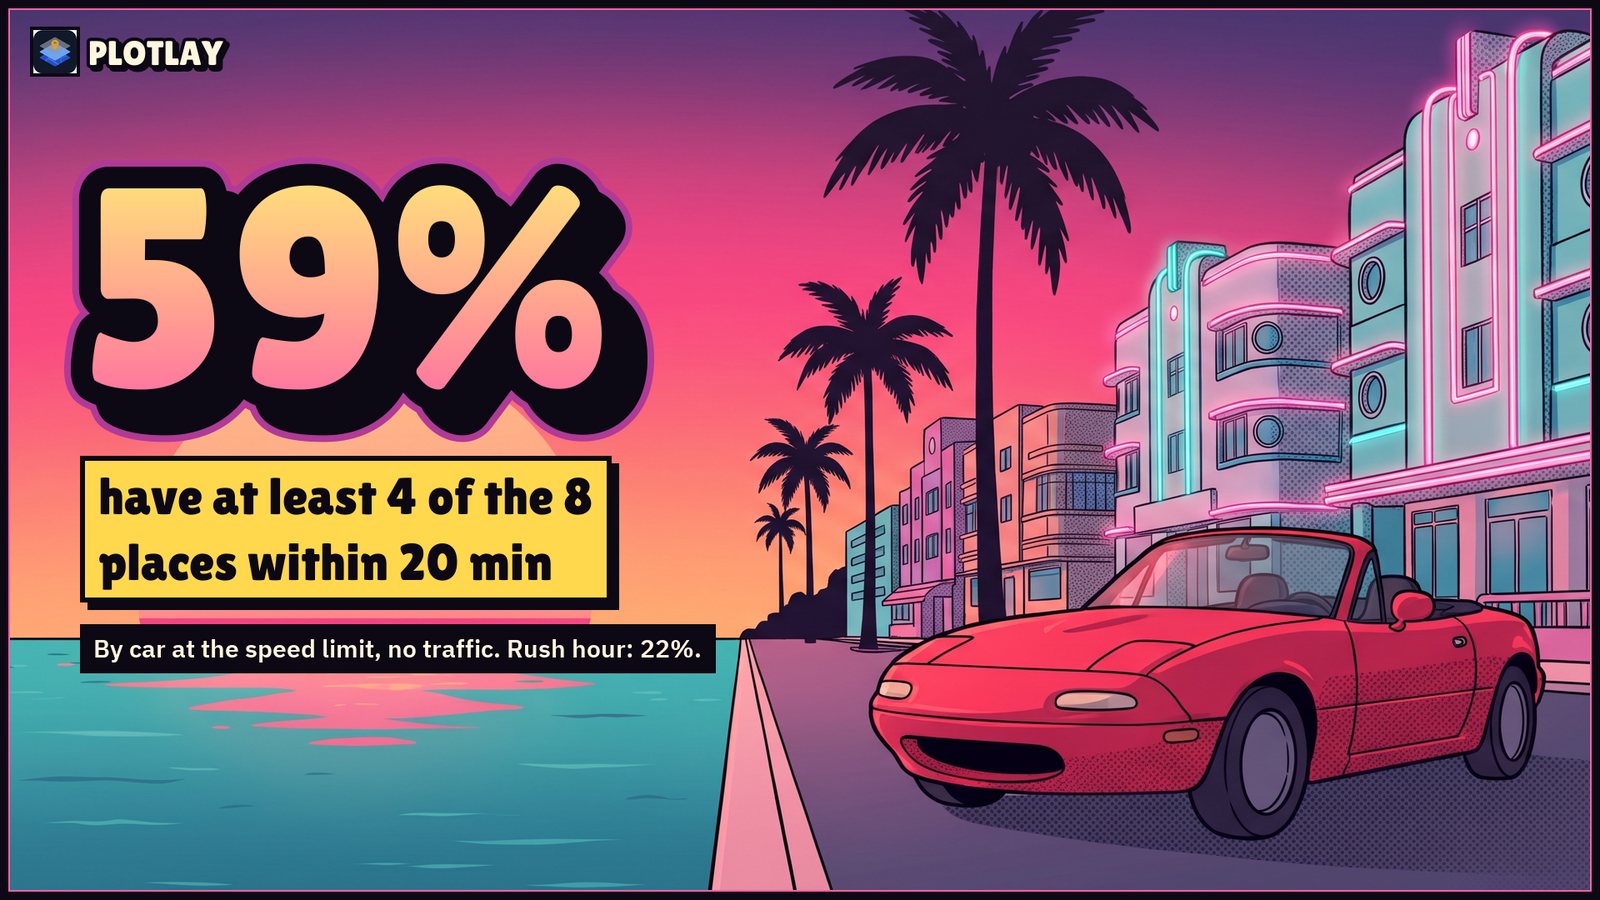 PLOTLAY
59%
have at least 4 of the 8
places within 20 min
By car at the speed limit, no traffic. Rush hour: 22%.